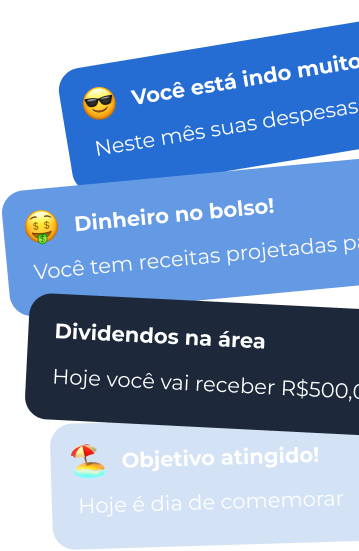 😎 Você está indo muito
Neste mês suas despesas
🤑 Dinheiro no bolso!
Você tem receitas projetadas
Dividendos na área
Hoje você vai receber R$500,0
🏖️ Objetivo atingido!
Hoje é dia de comemorar